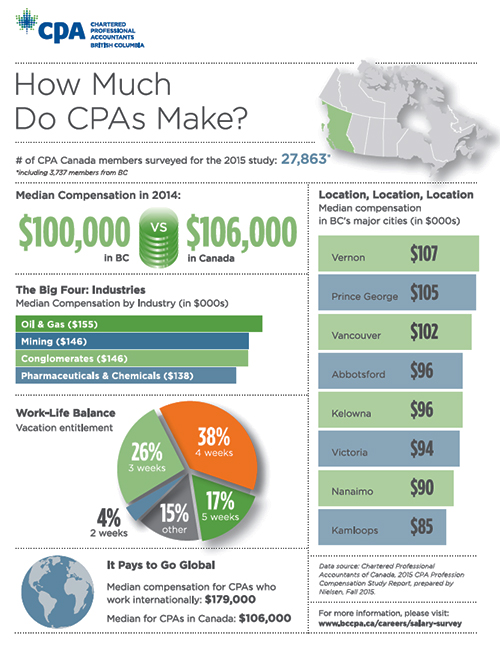 CPA
CHARTERED
PROFESSIONAL
ACCOUNTANTS
BRITISH COLUMBIA
How Much
Do CPAs Make?
# of CPA Canada members surveyed for the 2015 study: 27,863*
*including 3,737 members from BC
Median Compensation in 2014:
$100,000 VS $106,000
in BC
in Canada
The Big Four: Industries
Median Compensation by Industry (in $000s)
Oil & Gas ($155)
Mining ($146)
Conglomerates ($146)
Pharmaceuticals & Chemicals ($138)
Work-Life Balance
Vacation entitlement
38%
4 weeks
26%
3 weeks
17%
5 weeks
15%
other
4%
2 weeks
It Pays to Go Global
Median compensation for CPAs who
work internationally: $179,000
Median for CPAs in Canada: $106,000
Location, Location, Location
Median compensation
in BC's major cities (in $000s)
Vernon $107
Prince George $105
Vancouver $102
Abbotsford $96
Kelowna $96
Victoria $94
Nanaimo $90
Kamloops $85
Data source: Chartered Professional
Accountants of Canada, 2015 CPA Profession
Compensation Study Report, prepared by
Nielsen, Fall 2015.
For more information, please visit:
www.bccpa.ca/careers/salary-survey